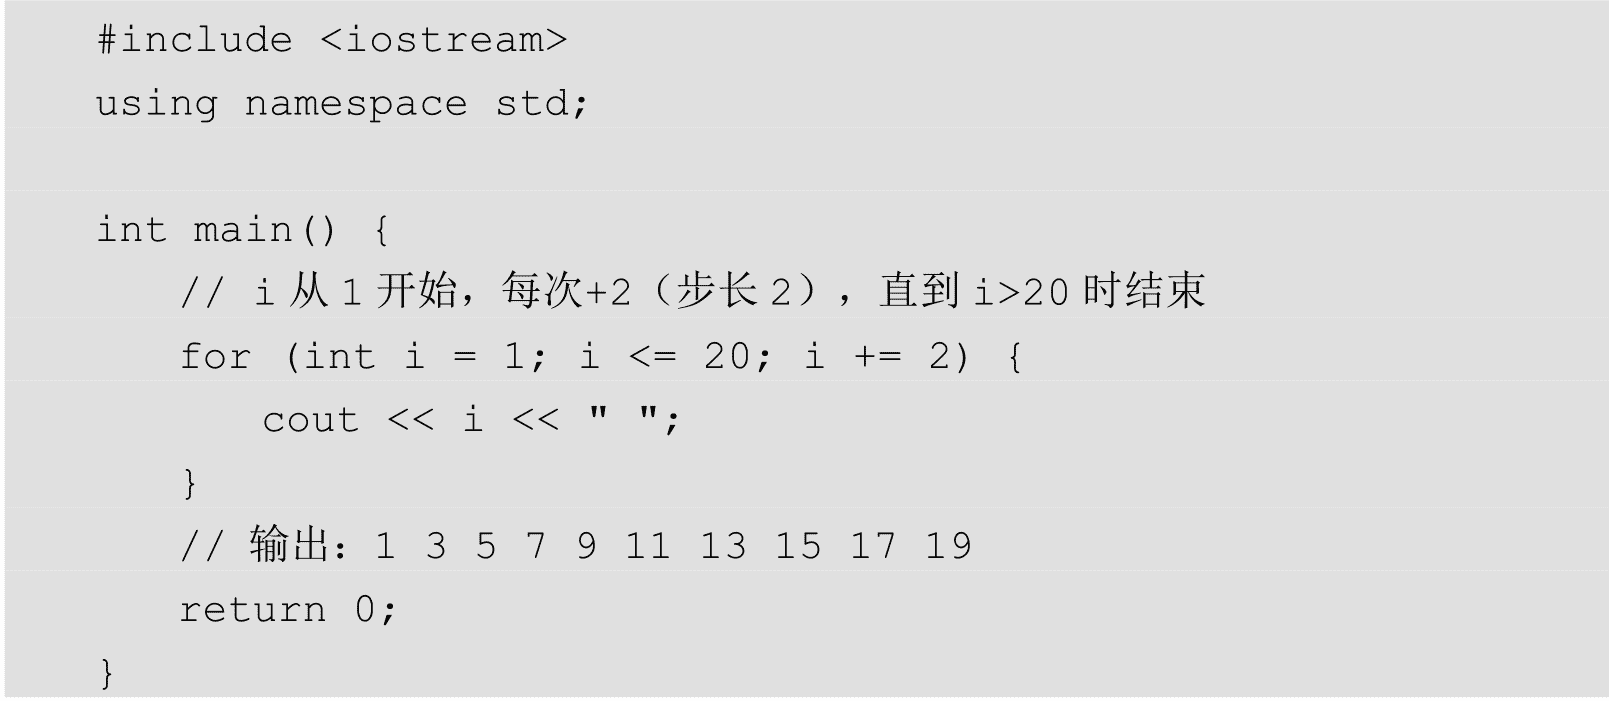 #include <iostream>
using namespace std;
int main() {
// i 从 1 开始，每次+2（步长 2），直到 i>20 时结束
for (int i = 1; i <= 20; i += 2) {
cout << i << " ";
}
// 输出：1 3 5 7 9 11 13 15 17 19
return 0;
}